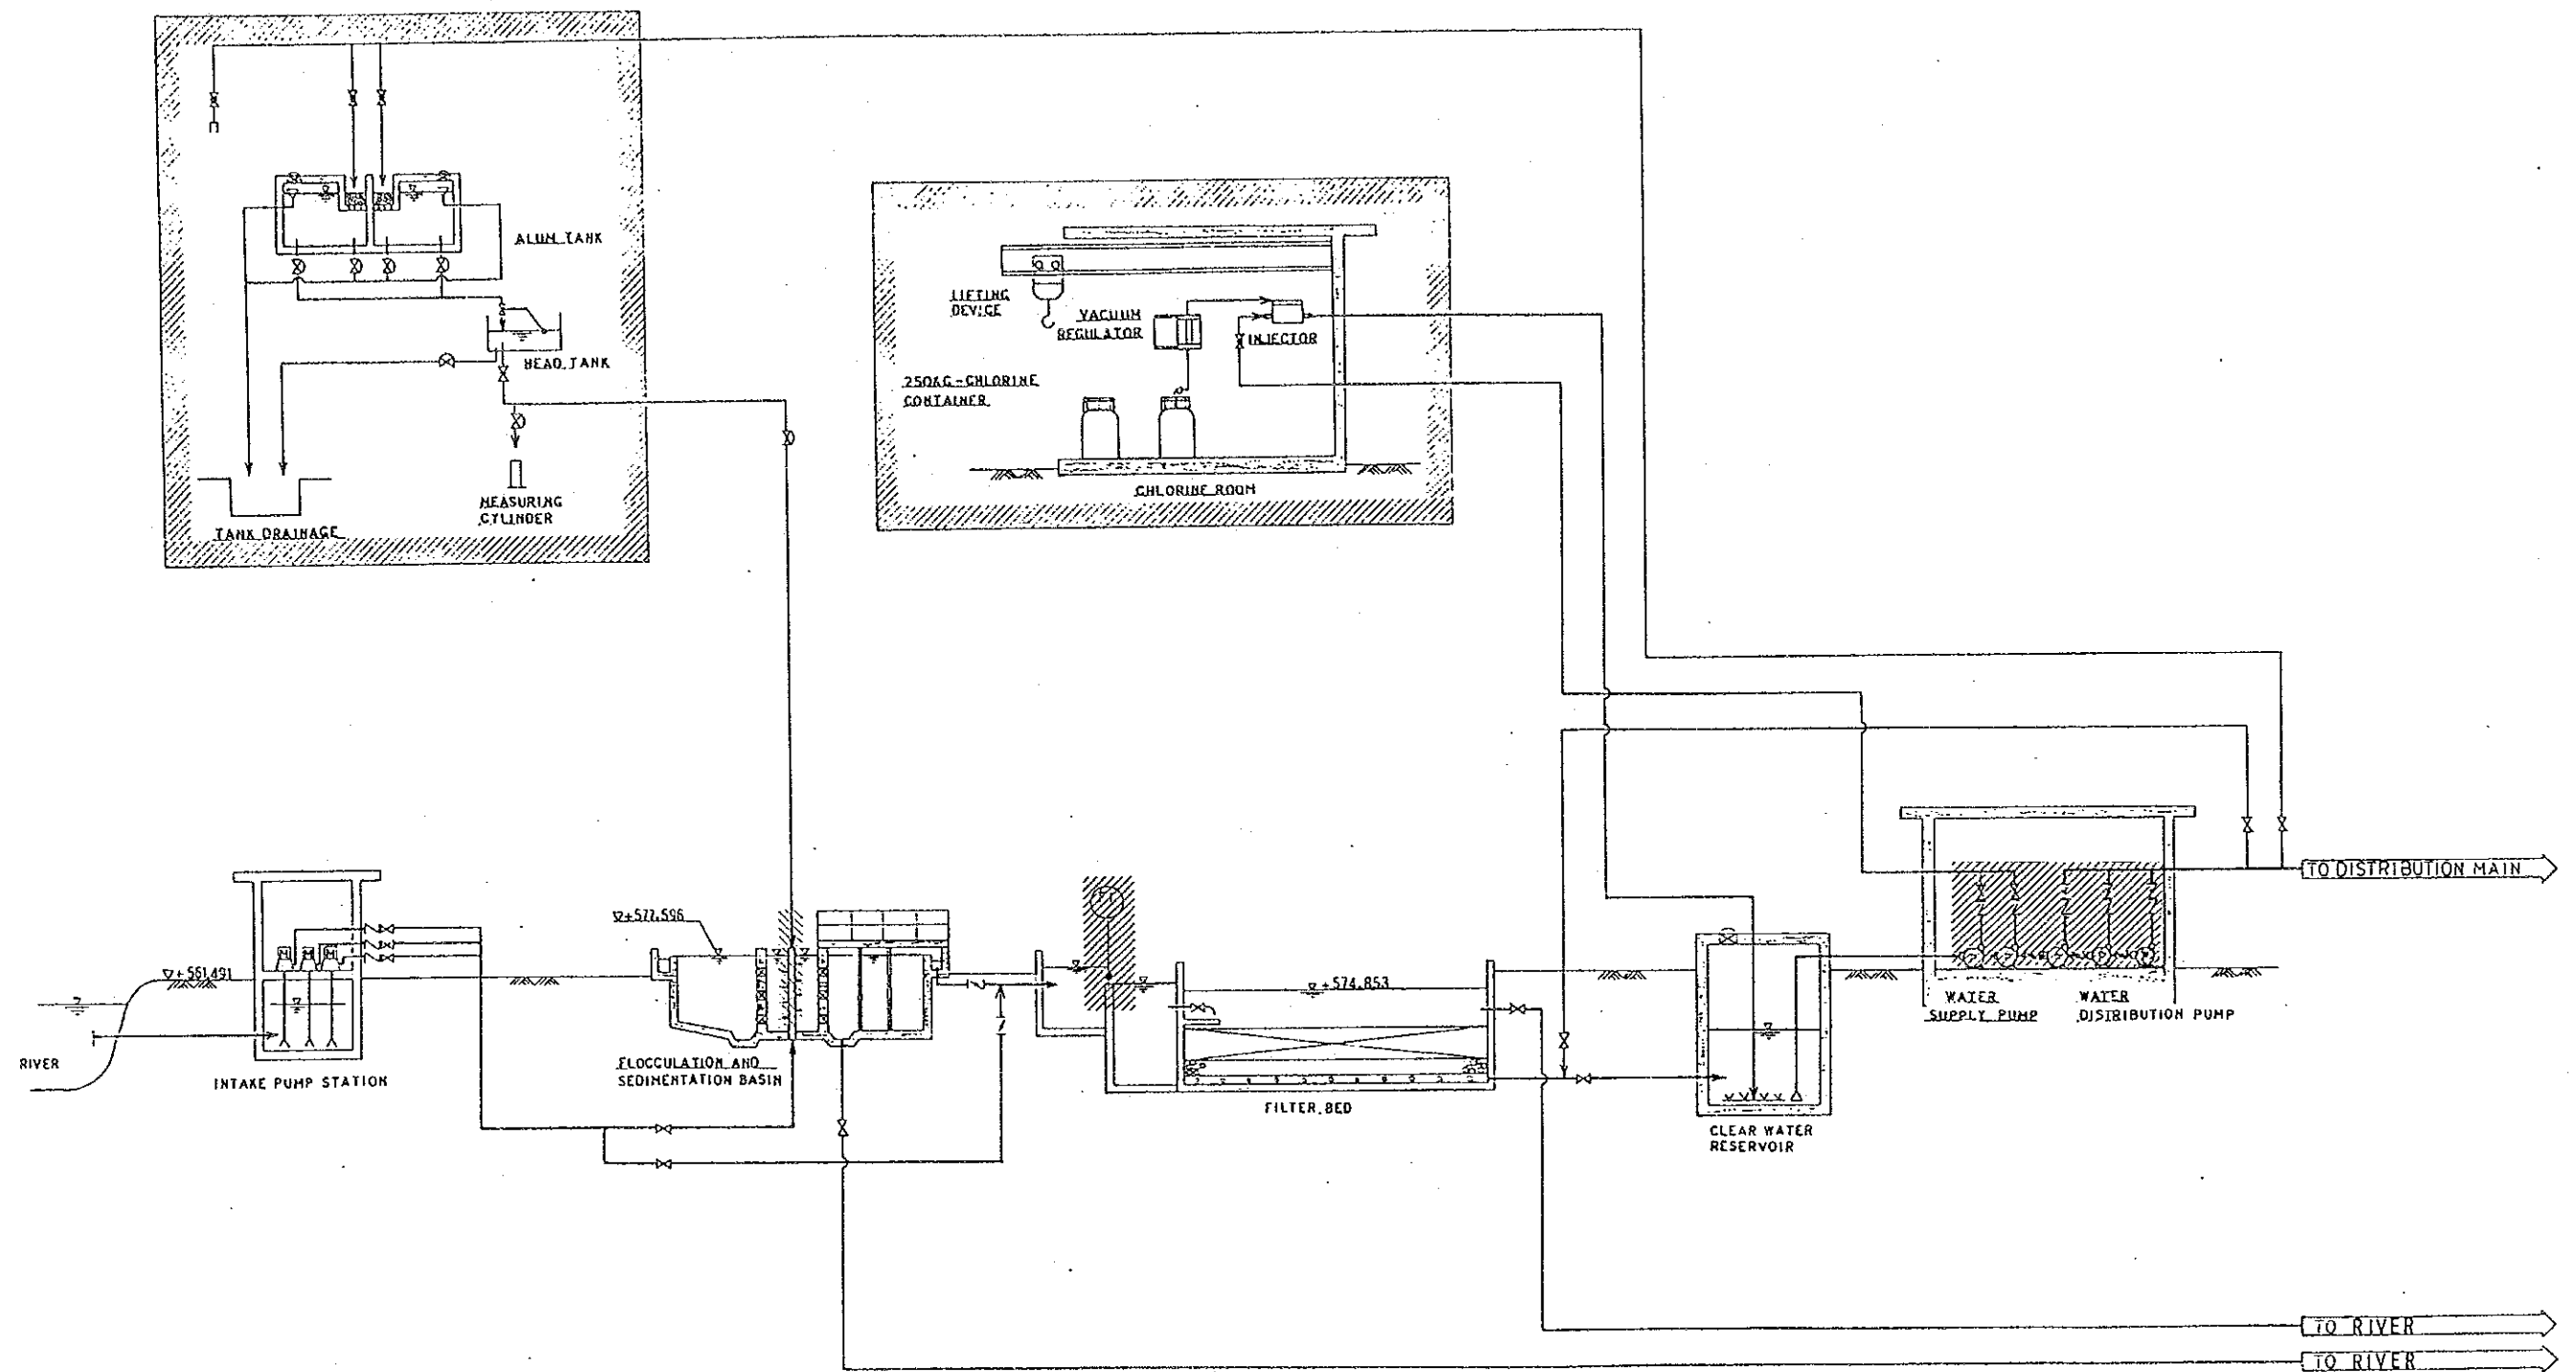 ALUM TANK
HEAD TANK
MEASURING
CYLINDER
TANK DRAINAGE
LIFTING
DEVICE
VACUUM
REGULATOR
INJECTOR
250KG-CHLORINE
CONTAINER
CHLORINE ROOM
TO DISTRIBUTION MAIN
+577.596
+561.491
M
M
M
+574.853
WATER
SUPPLY PUMP
WATER
DISTRIBUTION PUMP
RIVER
INTAKE PUMP STATION
FLOCCULATION AND
SEDIMENTATION BASIN
FILTER BED
CLEAR WATER
RESERVOIR
TO RIVER
TO RIVER